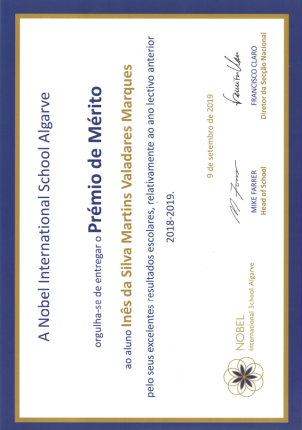 A Nobel International School Algarve
orgulha-se de entregar o Prémio de Mérito
ao aluno Inês da Silva Martins Valadares Marques
pelo seus excelentes resultados escolares, relativamente ao ano lectivo anterior
2018-2019.
9 de setembro de 2019
MIKE FARRER
Head of School
FRANCISCO CLARO
Diretor da Secção Nacional
NOBEL
International School Algarve